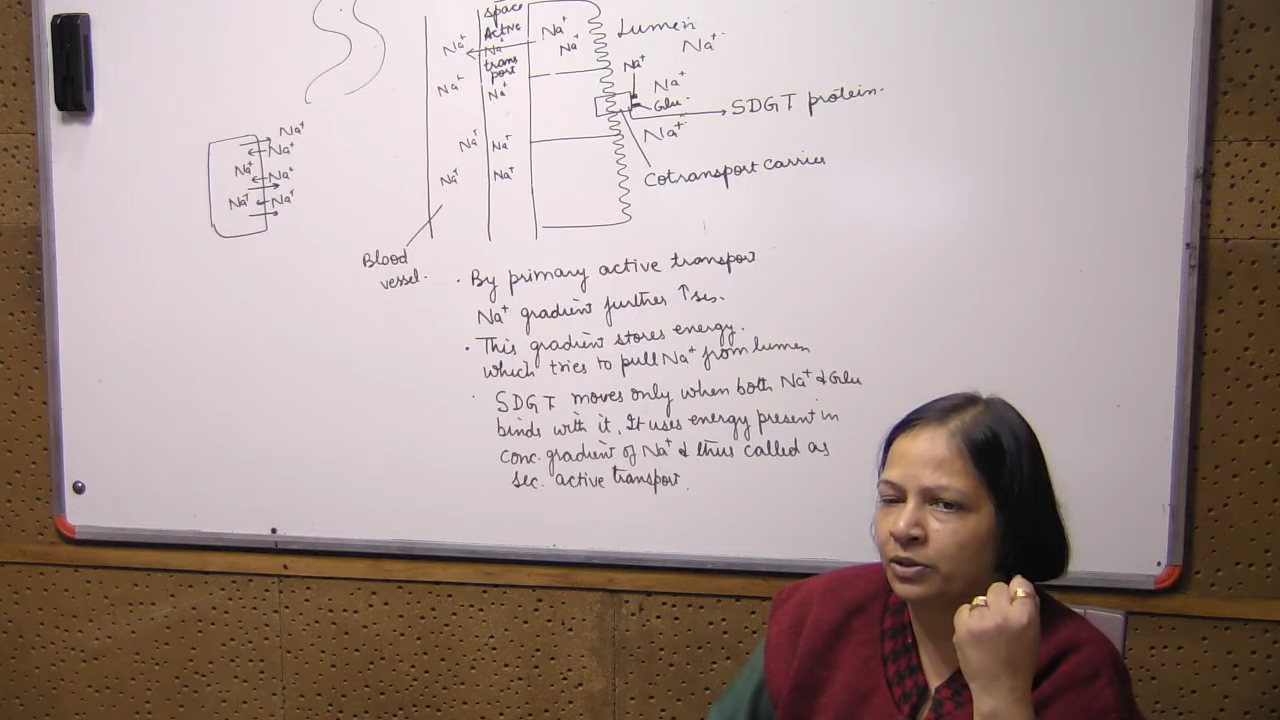 space
Active
Na⁺
trans
port
Na⁺
Na⁺
Na⁺
Na⁺
Na⁺
Na⁺
Na⁺
Na⁺
Na⁺
Na⁺
Lumen
Na⁺
Na⁺
Na⁺
Glu
Na⁺
SDGT protein.
Cotransport carrier
Na⁺
Na⁺
Na⁺
Na⁺
Na⁺
Na⁺
Blood
vessel.
• By primary active transport
Na⁺ gradient further ↑ses.
• This gradient stores energy.
which tries to pull Na⁺ from lumen
• SDGT moves only when both Na⁺ & Glu
binds with it. It uses energy present in
conc. gradient of Na⁺ & thus called as
sec. active transport.